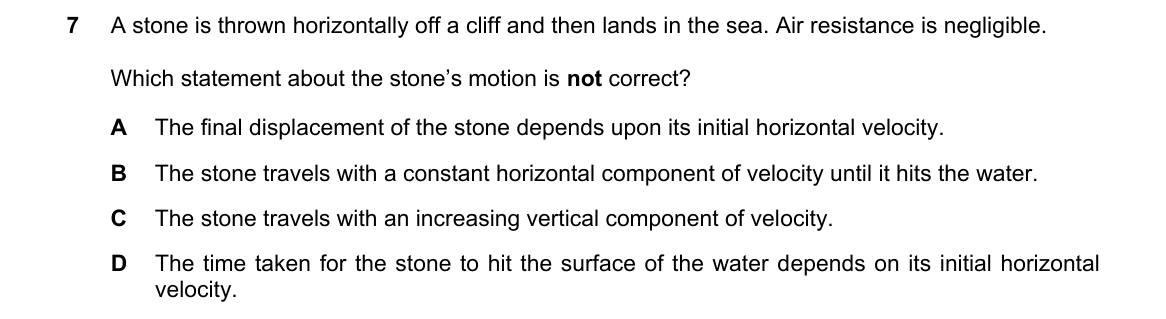 7 A stone is thrown horizontally off a cliff and then lands in the sea. Air resistance is negligible.
Which statement about the stone's motion is not correct?
A The final displacement of the stone depends upon its initial horizontal velocity.
B The stone travels with a constant horizontal component of velocity until it hits the water.
C The stone travels with an increasing vertical component of velocity.
D The time taken for the stone to hit the surface of the water depends on its initial horizontal
velocity.